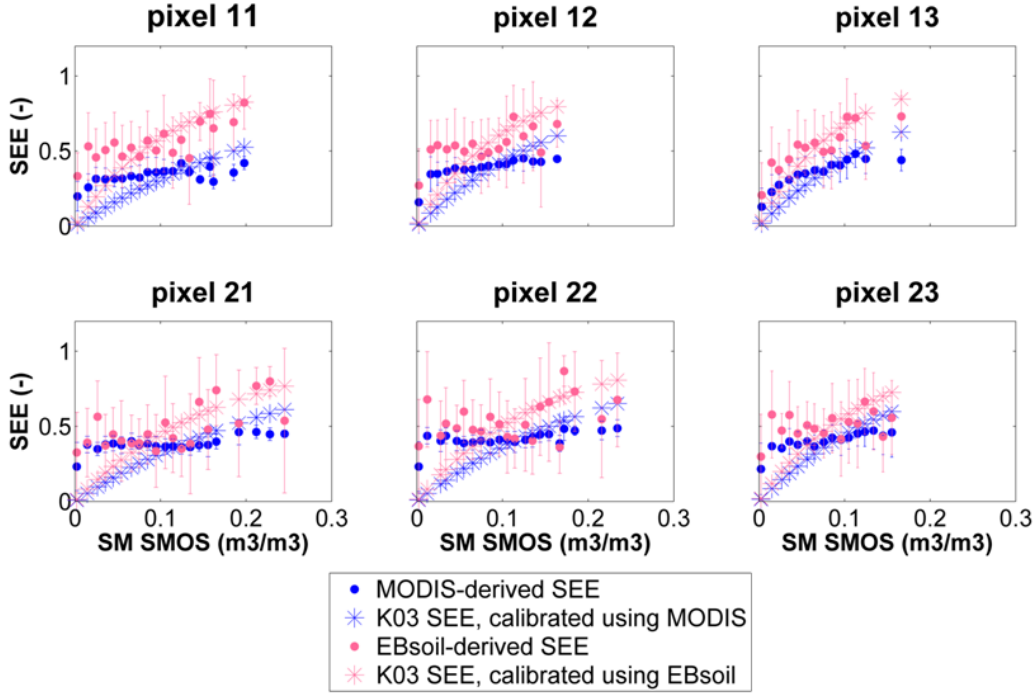 pixel 11 pixel 12 pixel 13
SEE (-)
1
0.5
0
pixel 21 pixel 22 pixel 23
SEE (-)
1
0.5
0
0 0.1 0.2 0.3 0 0.1 0.2 0.3 0 0.1 0.2 0.3
SM SMOS (m3/m3) SM SMOS (m3/m3) SM SMOS (m3/m3)
MODIS-derived SEE
K03 SEE, calibrated using MODIS
EBsoil-derived SEE
K03 SEE, calibrated using EBsoil